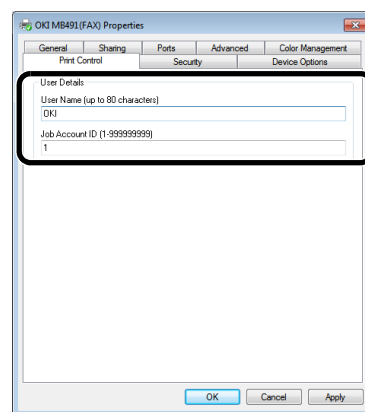 OKI MB491(FAX) Properties
General Sharing Ports Advanced Color Management
Print Control Security Device Options
User Details
User Name (up to 80 characters)
OKI
Job Account ID (1-999999999)
1
OK Cancel Apply